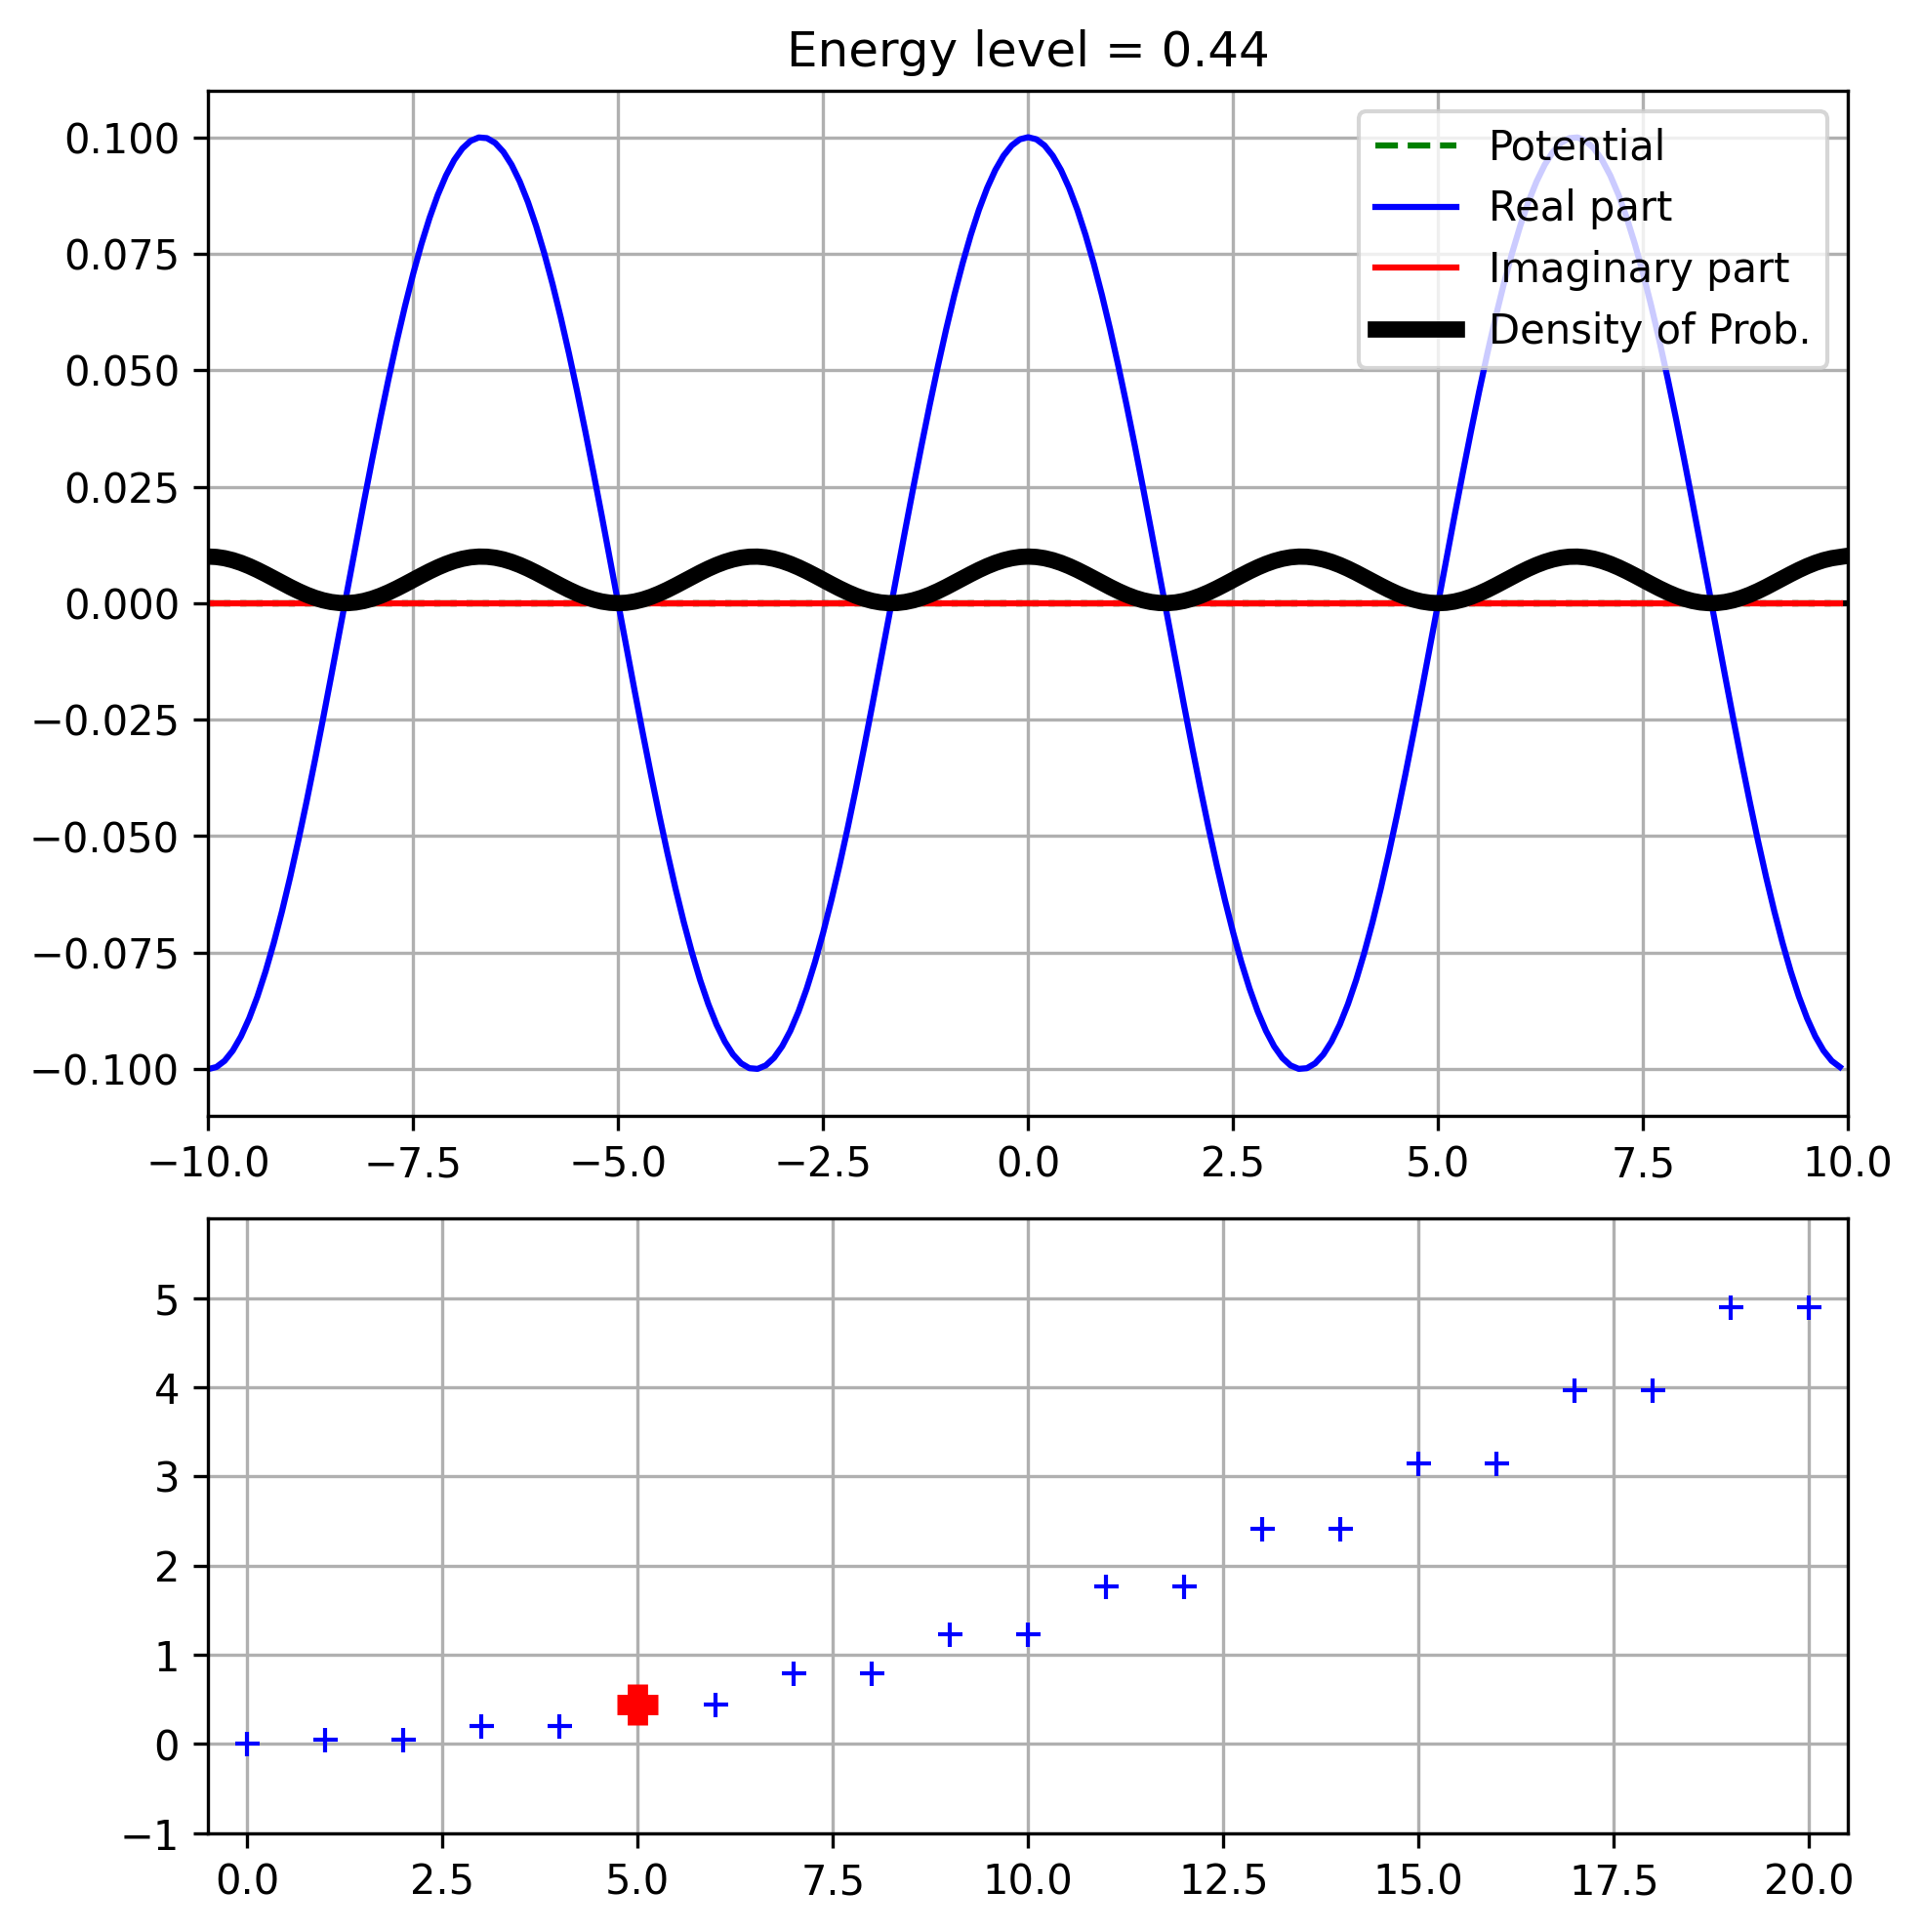 Energy level = 0.44
0.100
0.075
0.050
0.025
0.000
−0.025
−0.050
−0.075
−0.100
Potential
Real part
Imaginary part
Density of Prob.
−10.0 −7.5 −5.0 −2.5 0.0 2.5 5.0 7.5 10.0
5
4
3
2
1
0
−1
0.0 2.5 5.0 7.5 10.0 12.5 15.0 17.5 20.0